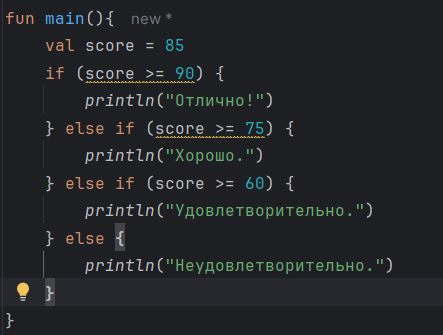 fun main(){ new *
    val score = 85
    if (score >= 90) {
        println("Отлично!")
    } else if (score >= 75) {
        println("Хорошо.")
    } else if (score >= 60) {
        println("Удовлетворительно.")
    } else {
        println("Неудовлетворительно.")
    }
}